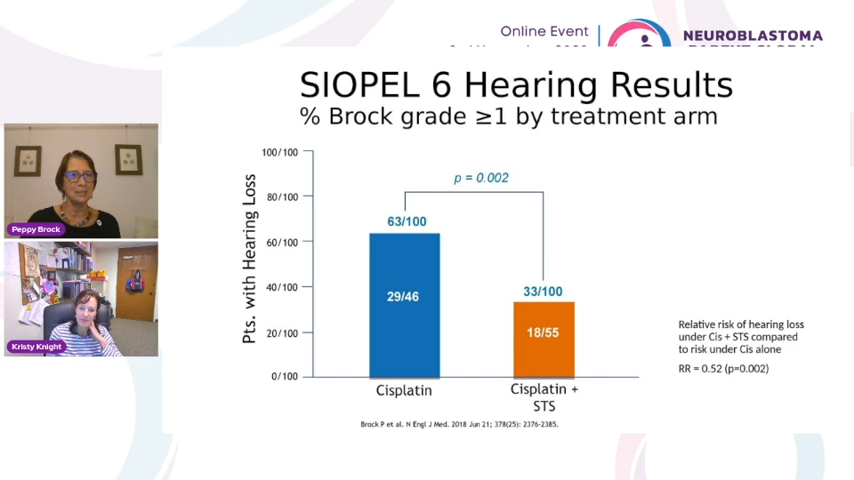 Online Event
NEUROBLASTOMA
PARENT GLOBAL
SIOPEL 6 Hearing Results
% Brock grade ≥1 by treatment arm
Pts. with Hearing Loss
100/100
80/100
60/100
40/100
20/100
0/100
p = 0.002
63/100
29/46
33/100
18/55
Cisplatin
Cisplatin +
STS
Relative risk of hearing loss
under Cis + STS compared
to risk under Cis alone
RR = 0.52 (p=0.002)
Brock P et al. N Engl J Med. 2018 Jun 21; 378(25): 2376-2385.
Peppy Brock
Kristy Knight